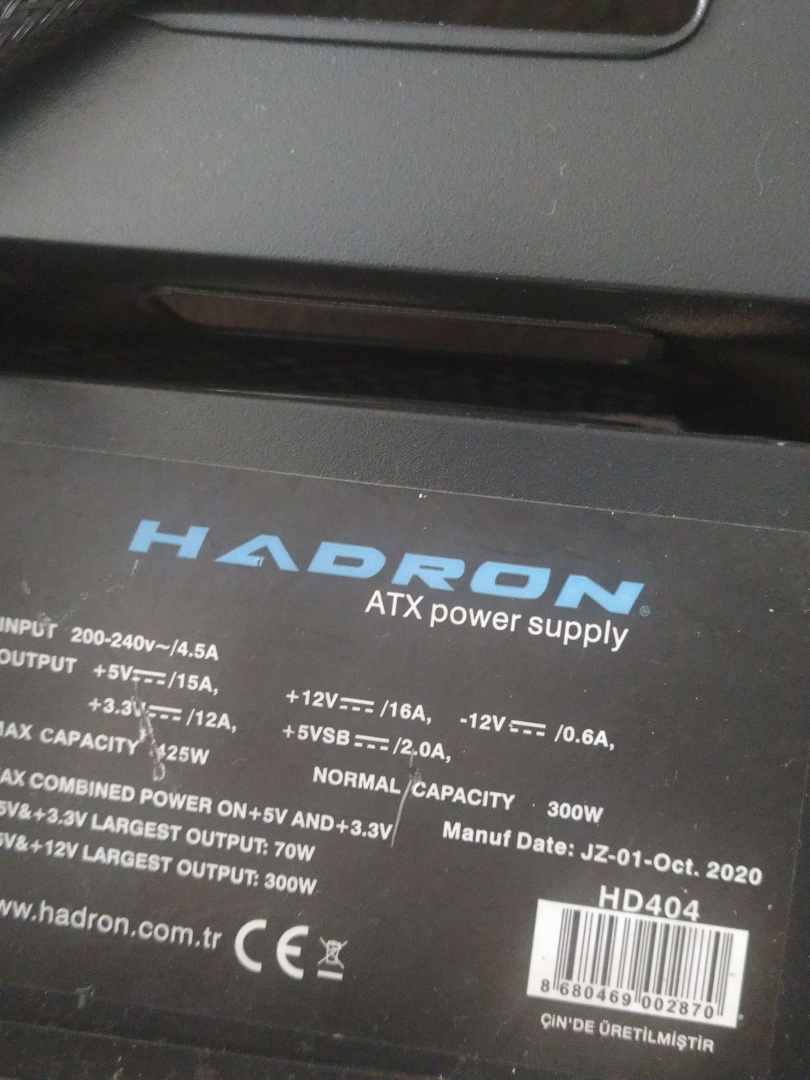 HADRON®
ATX power supply
INPUT 200-240v~/4.5A
OUTPUT +5V⎓/15A, +12V⎓/16A, -12V⎓/0.6A,
+3.3V⎓/12A, +5VSB⎓/2.0A,
MAX CAPACITY 425W NORMAL CAPACITY 300W
MAX COMBINED POWER ON+5V AND+3.3V
5V&+3.3V LARGEST OUTPUT: 70W
5V&+12V LARGEST OUTPUT: 300W
Manuf Date: JZ-01-Oct. 2020
HD404
www.hadron.com.tr CE
8 680469 002870
ÇİN'DE ÜRETİLMİŞTİR